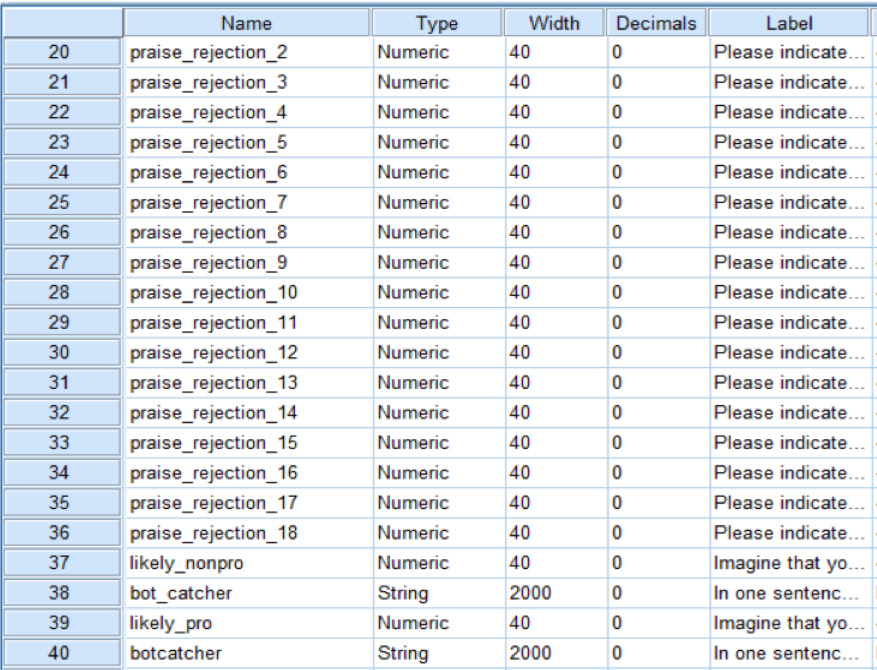 Name Type Width Decimals Label
20 praise_rejection_2 Numeric 40 0 Please indicate...
21 praise_rejection_3 Numeric 40 0 Please indicate...
22 praise_rejection_4 Numeric 40 0 Please indicate...
23 praise_rejection_5 Numeric 40 0 Please indicate...
24 praise_rejection_6 Numeric 40 0 Please indicate...
25 praise_rejection_7 Numeric 40 0 Please indicate...
26 praise_rejection_8 Numeric 40 0 Please indicate...
27 praise_rejection_9 Numeric 40 0 Please indicate...
28 praise_rejection_10 Numeric 40 0 Please indicate...
29 praise_rejection_11 Numeric 40 0 Please indicate...
30 praise_rejection_12 Numeric 40 0 Please indicate...
31 praise_rejection_13 Numeric 40 0 Please indicate...
32 praise_rejection_14 Numeric 40 0 Please indicate...
33 praise_rejection_15 Numeric 40 0 Please indicate...
34 praise_rejection_16 Numeric 40 0 Please indicate...
35 praise_rejection_17 Numeric 40 0 Please indicate...
36 praise_rejection_18 Numeric 40 0 Please indicate...
37 likely_nonpro Numeric 40 0 Imagine that yo...
38 bot_catcher String 2000 0 In one sentenc...
39 likely_pro Numeric 40 0 Imagine that yo...
40 botcatcher String 2000 0 In one sentenc...